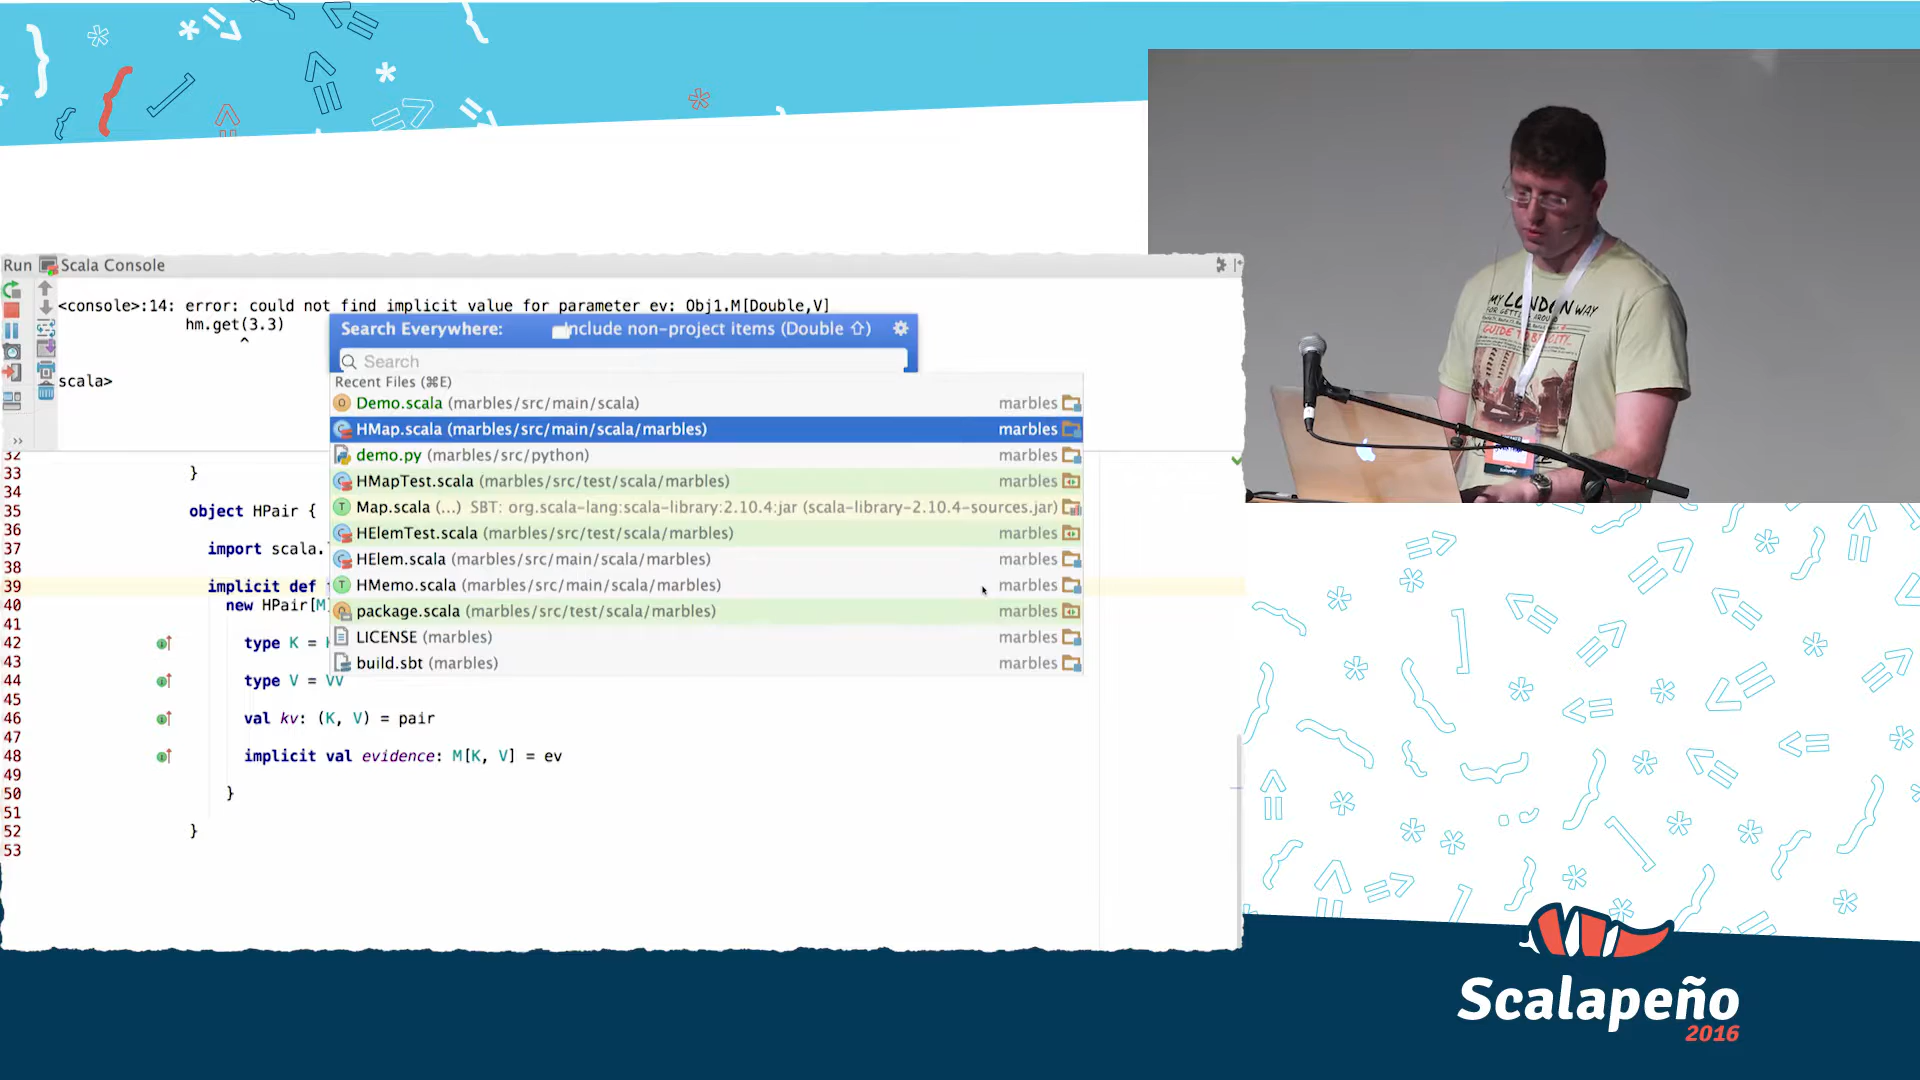 Run Scala Console
<console>:14: error: could not find implicit value for parameter ev: Obj1.M[Double,V]
hm.get(3.3)
^
scala>
Search Everywhere: Include non-project items (Double ⇧)
Search
Recent Files (⌘E)
Demo.scala (marbles/src/main/scala) marbles
HMap.scala (marbles/src/main/scala/marbles) marbles
demo.py (marbles/src/python) marbles
HMapTest.scala (marbles/src/test/scala/marbles) marbles
Map.scala (...) SBT: org.scala-lang:scala-library:2.10.4:jar (scala-library-2.10.4-sources.jar)
HElemTest.scala (marbles/src/test/scala/marbles) marbles
HElem.scala (marbles/src/main/scala/marbles) marbles
HMemo.scala (marbles/src/main/scala/marbles) marbles
package.scala (marbles/src/test/scala/marbles) marbles
LICENSE (marbles) marbles
build.sbt (marbles) marbles
32
33 }
34
35 object HPair {
36
37 import scala.
38
39 implicit def
40 new HPair[M
41
42 type K =
43
44 type V = VV
45
46 val kv: (K, V) = pair
47
48 implicit val evidence: M[K, V] = ev
49
50 }
51
52 }
53
MY LONDON WAY
FOR GETTING AROUND
GUIDE TO BIG CITY.
Scalapeño
2016